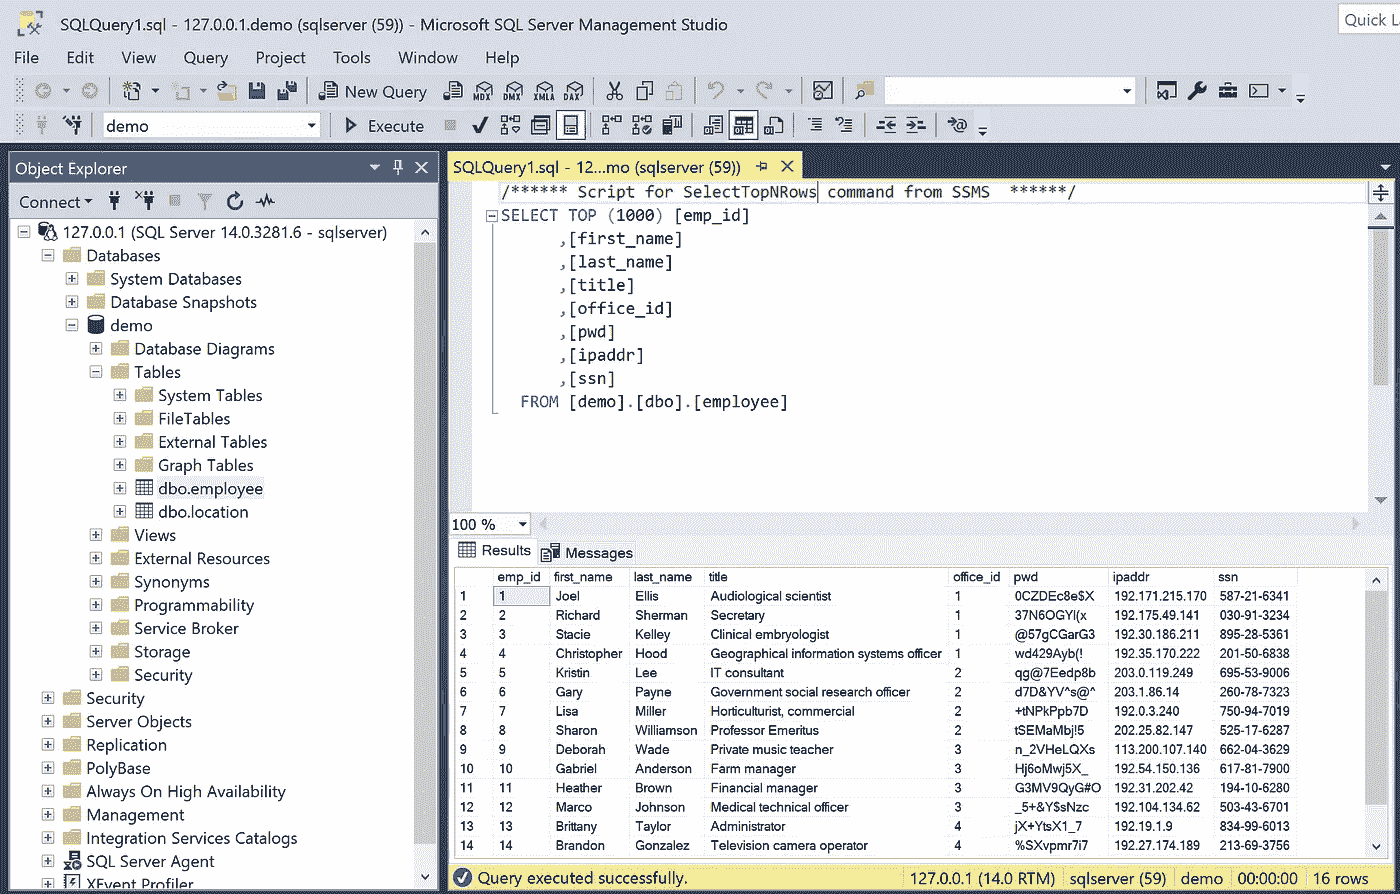 SQLQuery1.sql - 127.0.0.1.demo (sqlserver (59)) - Microsoft SQL Server Management Studio
Quick L
File Edit View Query Project Tools Window Help
New Query MDX DMX XMLA DAX
demo Execute
Object Explorer
Connect
127.0.0.1 (SQL Server 14.0.3281.6 - sqlserver)
Databases
System Databases
Database Snapshots
demo
Database Diagrams
Tables
System Tables
FileTables
External Tables
Graph Tables
dbo.employee
dbo.location
Views
External Resources
Synonyms
Programmability
Service Broker
Storage
Security
Security
Server Objects
Replication
PolyBase
Always On High Availability
Management
Integration Services Catalogs
SQL Server Agent
XEvent Profiler
SQLQuery1.sql - 12...mo (sqlserver (59))
/****** Script for SelectTopNRows command from SSMS ******/
SELECT TOP (1000) [emp_id]
,[first_name]
,[last_name]
,[title]
,[office_id]
,[pwd]
,[ipaddr]
,[ssn]
FROM [demo].[dbo].[employee]
100 %
Results Messages
emp_id first_name last_name title office_id pwd ipaddr ssn
1 1 Joel Ellis Audiological scientist 1 0CZDEc8e$X 192.171.215.170 587-21-6341
2 2 Richard Sherman Secretary 1 37N6OGYl(x 192.175.49.141 030-91-3234
3 3 Stacie Kelley Clinical embryologist 1 @57gCGarG3 192.30.186.211 895-28-5361
4 4 Christopher Hood Geographical information systems officer 1 wd429Ayb(! 192.35.170.222 201-50-6838
5 5 Kristin Lee IT consultant 2 qg@7Eedp8b 203.0.119.249 695-53-9006
6 6 Gary Payne Government social research officer 2 d7D&YV^s@^ 203.1.86.14 260-78-7323
7 7 Lisa Miller Horticulturist, commercial 2 +tNPkPpb7D 192.0.3.240 750-94-7019
8 8 Sharon Williamson Professor Emeritus 2 tSEMaMbj!5 202.25.82.147 525-17-6287
9 9 Deborah Wade Private music teacher 3 n_2VHeLQXs 113.200.107.140 662-04-3629
10 10 Gabriel Anderson Farm manager 3 Hj6oMwj5X_ 192.54.150.136 617-81-7900
11 11 Heather Brown Financial manager 3 G3MV9QyG#O 192.31.202.42 194-10-6280
12 12 Marco Johnson Medical technical officer 3 _5+&Y$sNzc 192.104.134.62 503-43-6701
13 13 Brittany Taylor Administrator 4 jX+YtsX1_7 192.19.1.9 834-99-6013
14 14 Brandon Gonzalez Television camera operator 4 %SXvpmr7i7 192.27.174.189 213-69-3756
Query executed successfully. 127.0.0.1 (14.0 RTM) sqlserver (59) demo 00:00:00 16 rows